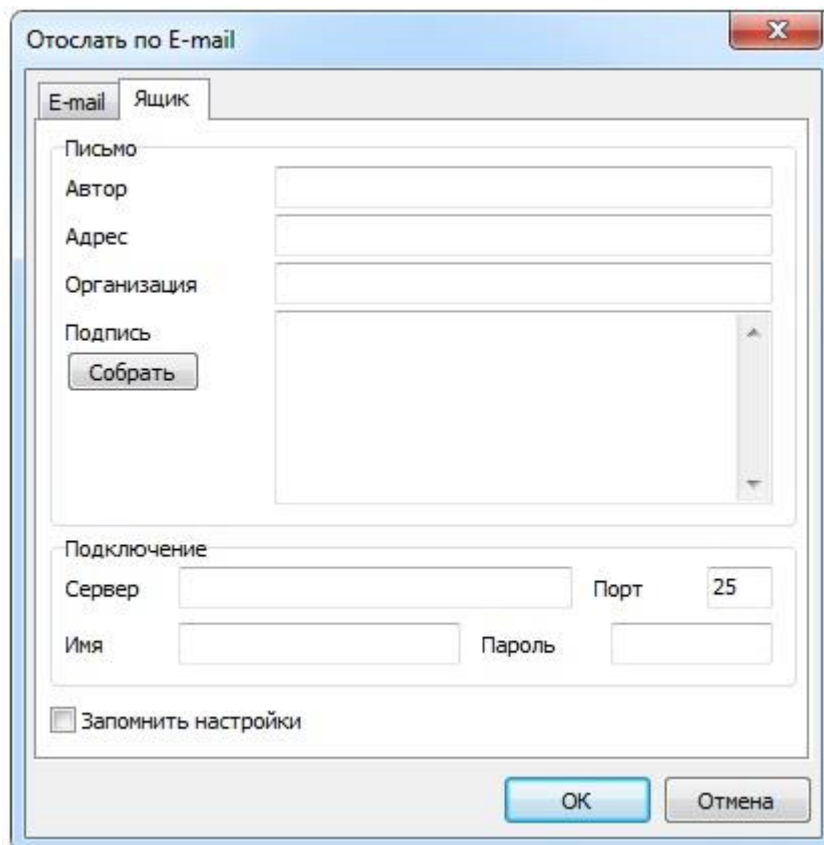 Отослать по E-mail
E-mail Ящик
Письмо
Автор
Адрес
Организация
Подпись
Собрать
Подключение
Сервер Порт 25
Имя Пароль
Запомнить настройки
OK Отмена